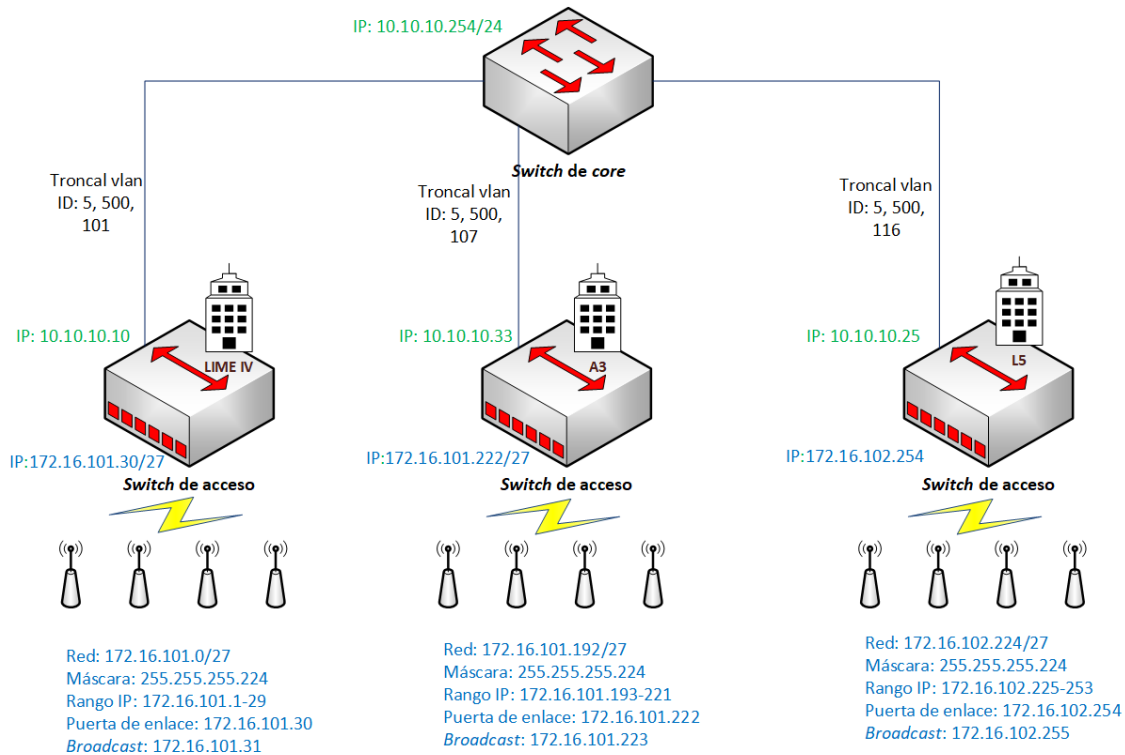 IP: 10.10.10.254/24
Switch de core
Troncal vlan
ID: 5, 500,
101
Troncal vlan
ID: 5, 500,
107
Troncal vlan
ID: 5, 500,
116
IP: 10.10.10.10
LIME IV
IP:172.16.101.30/27
Switch de acceso
IP: 10.10.10.33
A3
IP:172.16.101.222/27
Switch de acceso
IP: 10.10.10.25
L5
IP:172.16.102.254
Switch de acceso
Red: 172.16.101.0/27
Máscara: 255.255.255.224
Rango IP: 172.16.101.1-29
Puerta de enlace: 172.16.101.30
Broadcast: 172.16.101.31
Red: 172.16.101.192/27
Máscara: 255.255.255.224
Rango IP: 172.16.101.193-221
Puerta de enlace: 172.16.101.222
Broadcast: 172.16.101.223
Red: 172.16.102.224/27
Máscara: 255.255.255.224
Rango IP: 172.16.102.225-253
Puerta de enlace: 172.16.102.254
Broadcast: 172.16.102.255